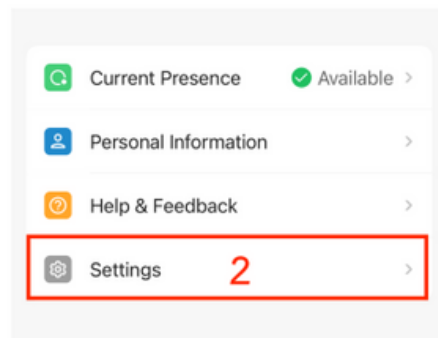 Current Presence Available
Personal Information
Help & Feedback
Settings 2